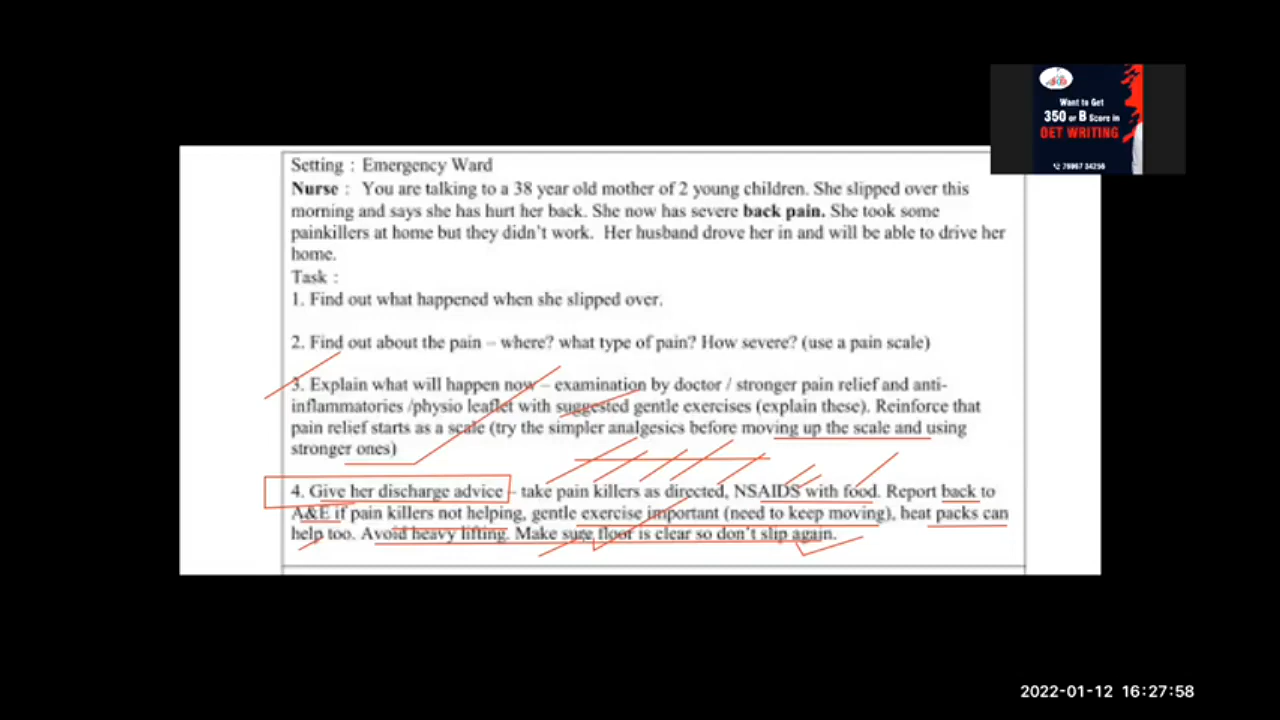 Want to Get
350 or B Score in
OET WRITING
78967 34256
Setting : Emergency Ward
Nurse : You are talking to a 38 year old mother of 2 young children. She slipped over this
morning and says she has hurt her back. She now has severe back pain. She took some
painkillers at home but they didn't work. Her husband drove her in and will be able to drive her
home.
Task :
1. Find out what happened when she slipped over.
2. Find out about the pain – where? what type of pain? How severe? (use a pain scale)
3. Explain what will happen now – examination by doctor / stronger pain relief and anti-
inflammatories /physio leaflet with suggested gentle exercises (explain these). Reinforce that
pain relief starts as a scale (try the simpler analgesics before moving up the scale and using
stronger ones)
4. Give her discharge advice – take pain killers as directed, NSAIDS with food. Report back to
A&E if pain killers not helping, gentle exercise important (need to keep moving), heat packs can
help too. Avoid heavy lifting. Make sure floor is clear so don't slip again.
2022-01-12 16:27:58